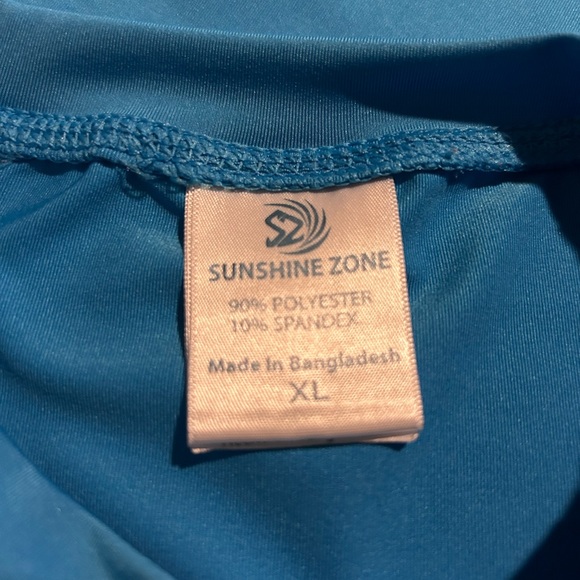 SZ
SUNSHINE ZONE
90% POLYESTER
10% SPANDEX
Made In Bangladesh
XL